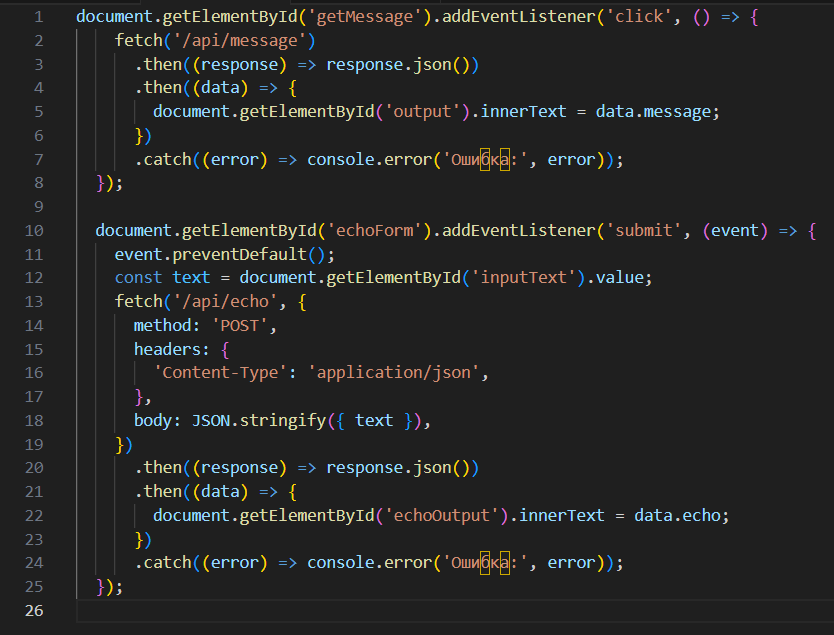 1 document.getElementById('getMessage').addEventListener('click', () => {
2 fetch('/api/message')
3 .then((response) => response.json())
4 .then((data) => {
5 document.getElementById('output').innerText = data.message;
6 })
7 .catch((error) => console.error('Ошибка:', error));
8 });
9
10 document.getElementById('echoForm').addEventListener('submit', (event) => {
11 event.preventDefault();
12 const text = document.getElementById('inputText').value;
13 fetch('/api/echo', {
14 method: 'POST',
15 headers: {
16 'Content-Type': 'application/json',
17 },
18 body: JSON.stringify({ text }),
19 })
20 .then((response) => response.json())
21 .then((data) => {
22 document.getElementById('echoOutput').innerText = data.echo;
23 })
24 .catch((error) => console.error('Ошибка:', error));
25 });
26